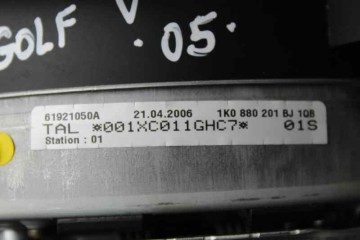 GOLF V
.05.
61921050A 21.04.2006 1K0 880 201 BJ 1QB
TAL *001XC011GHC7* 01S
Station : 01